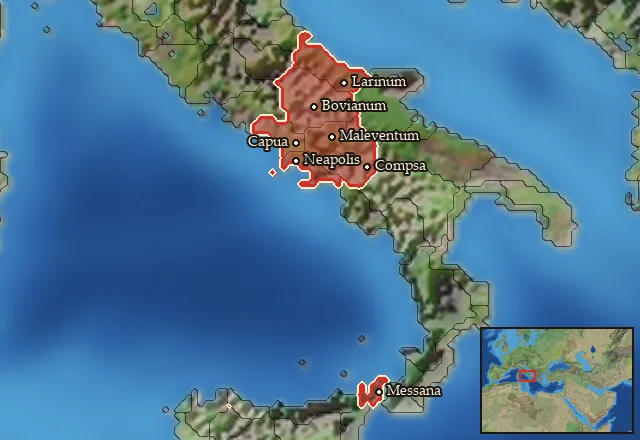 Larinum
Bovianum
Maleventum
Capua
Neapolis
Compsa
Messana